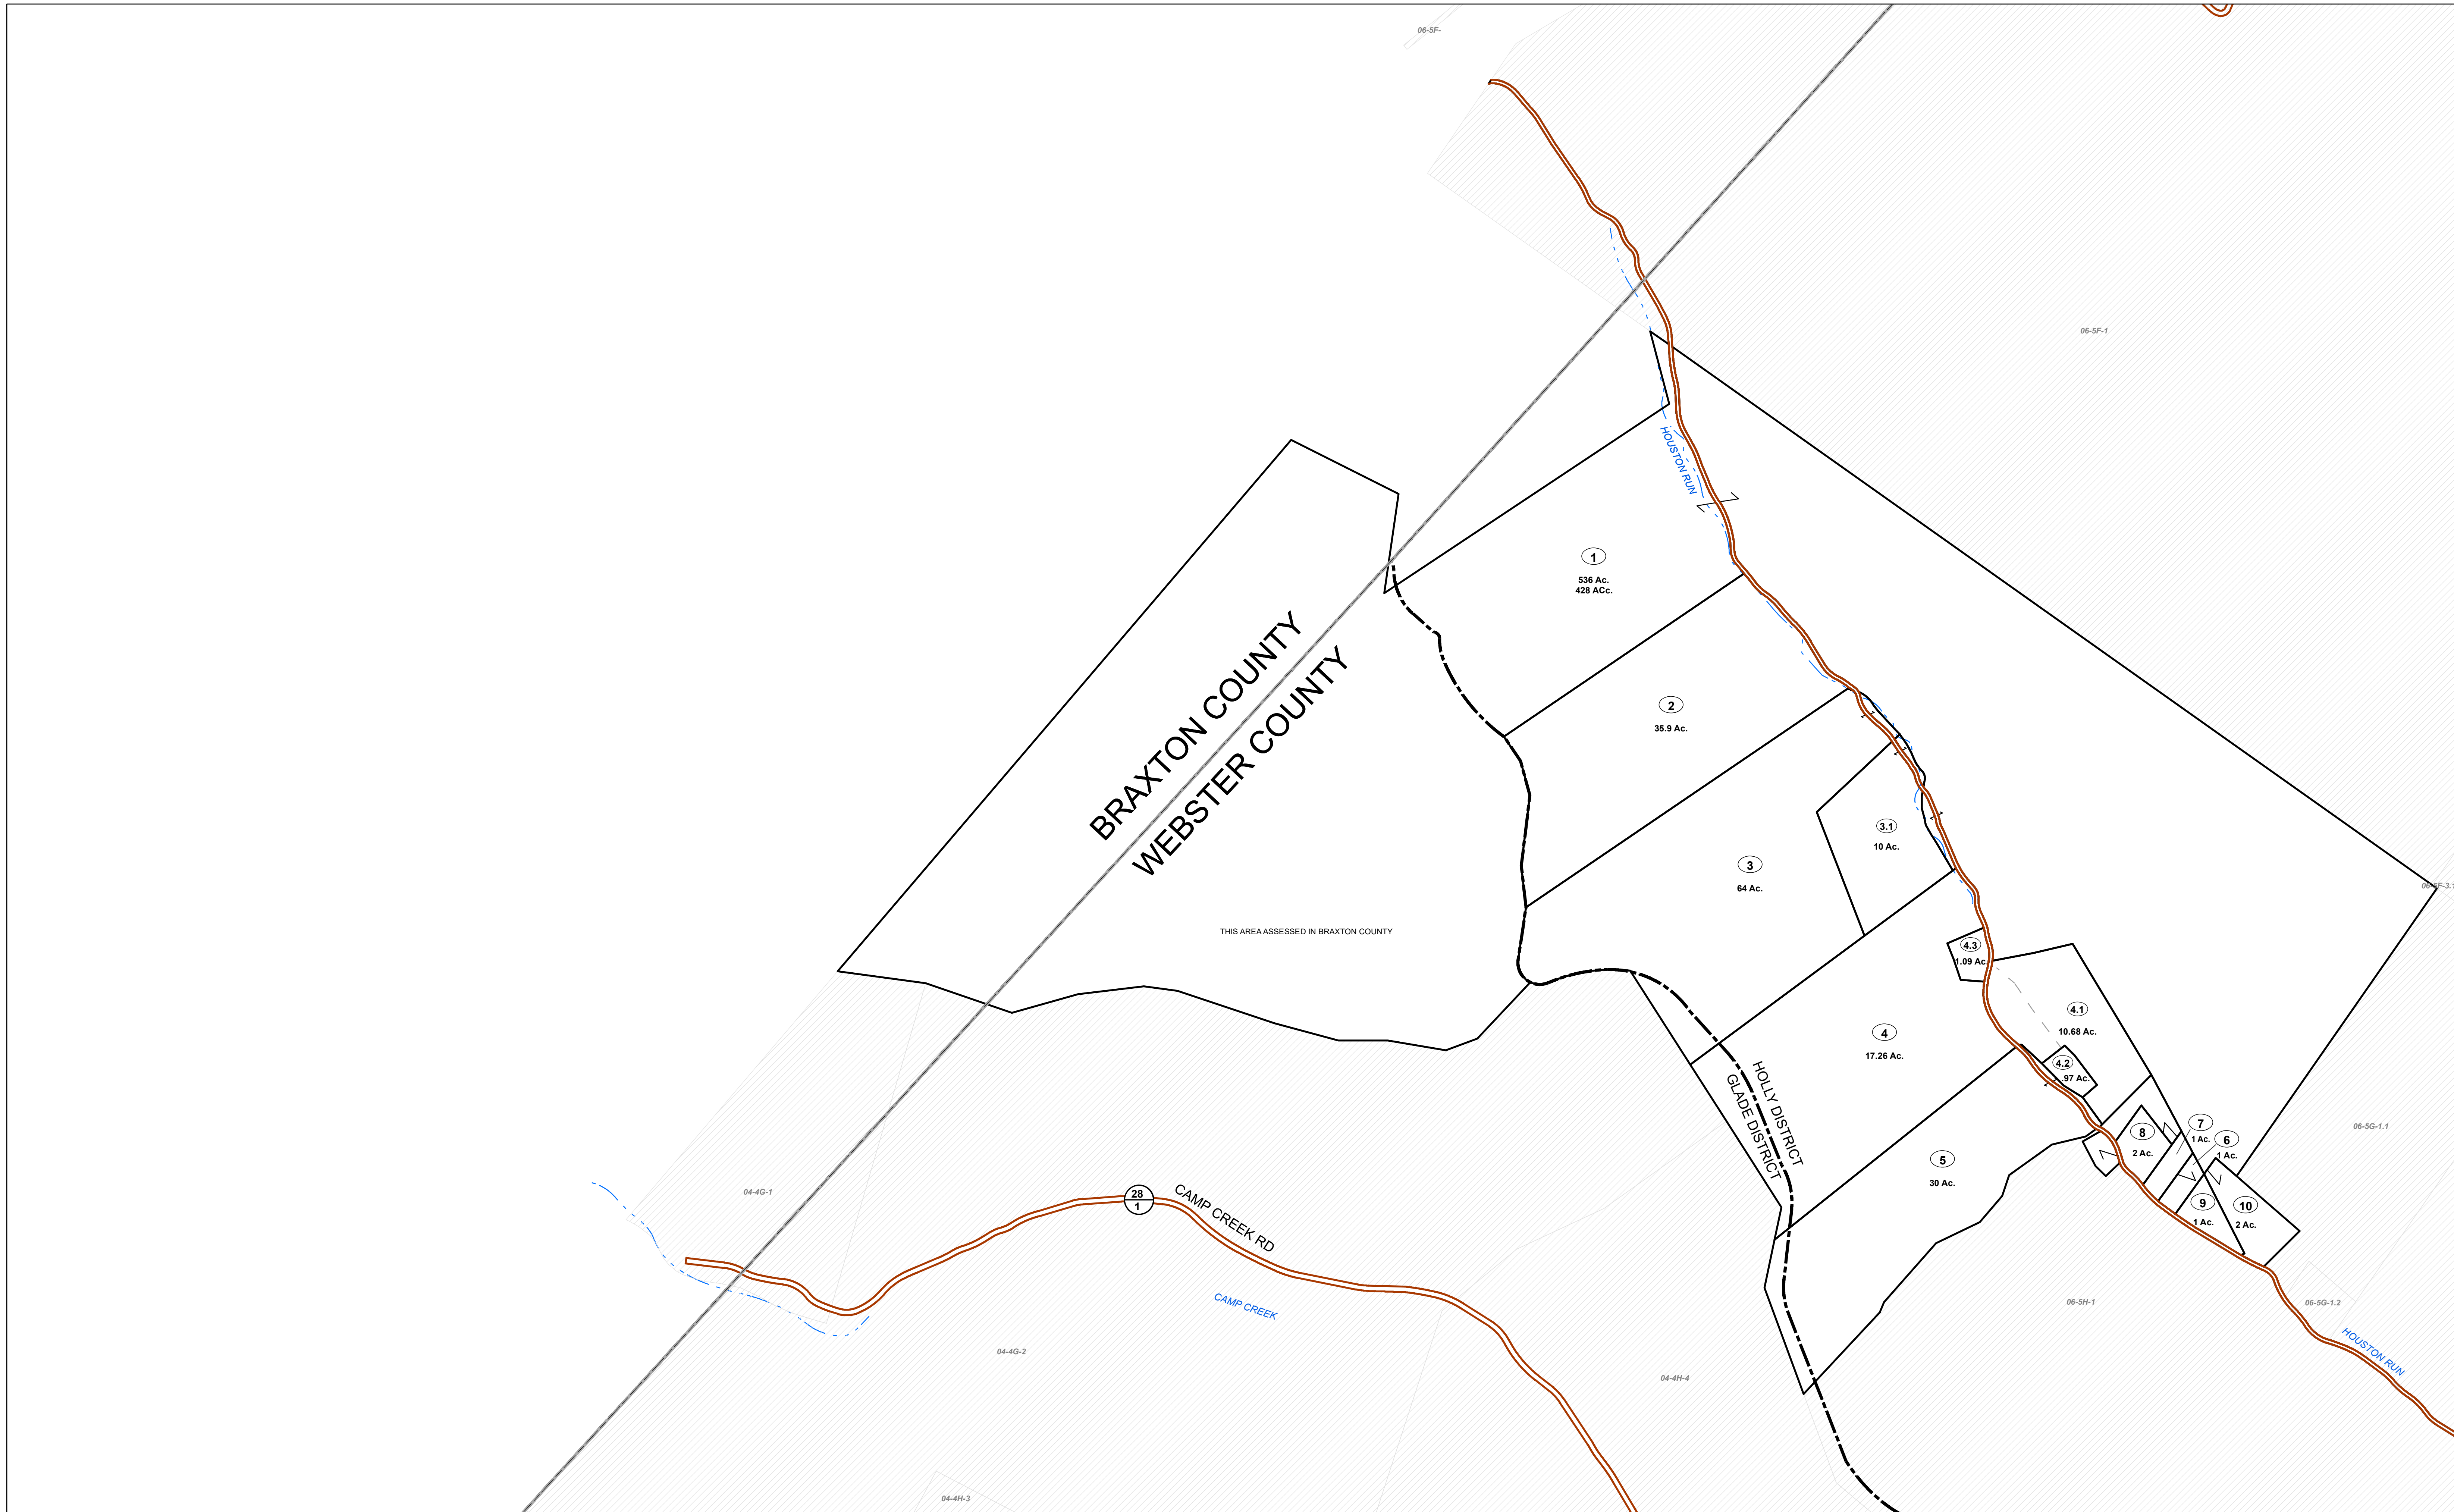 06-5F-
06-5F-1
HOUSTON RUN
1
536 Ac.
428 ACc.
BRAXTON COUNTY
WEBSTER COUNTY
2
35.9 Ac.
3.1
10 Ac.
3
64 Ac.
THIS AREA ASSESSED IN BRAXTON COUNTY
4.3
1.09 Ac.
4.1
10.68 Ac.
4
17.26 Ac.
4.2
.97 Ac.
HOLLY DISTRICT
GLADE DISTRICT
7
1 Ac.
6
1 Ac.
8
2 Ac.
06-5G-1.1
5
30 Ac.
9
1 Ac.
10
2 Ac.
04-4G-1
28
1
CAMP CREEK RD
CAMP CREEK
06-5H-1
06-5G-1.2
HOUSTON RUN
04-4G-2
04-4H-4
04-4H-3